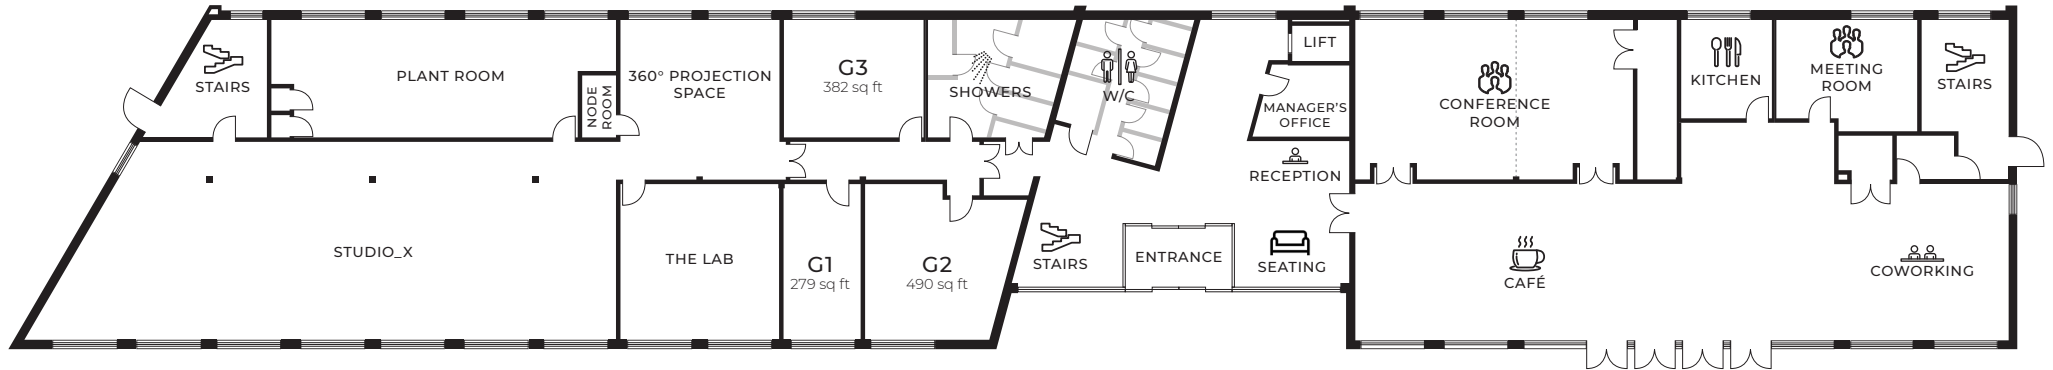 STAIRS
PLANT ROOM
NODE
ROOM
360° PROJECTION
SPACE
G3
382 sq ft
SHOWERS
W/C
LIFT
MANAGER'S
OFFICE
RECEPTION
CONFERENCE
ROOM
KITCHEN
MEETING
ROOM
STAIRS
STUDIO_X
THE LAB
G1
279 sq ft
G2
490 sq ft
STAIRS
ENTRANCE
SEATING
CAFÉ
COWORKING